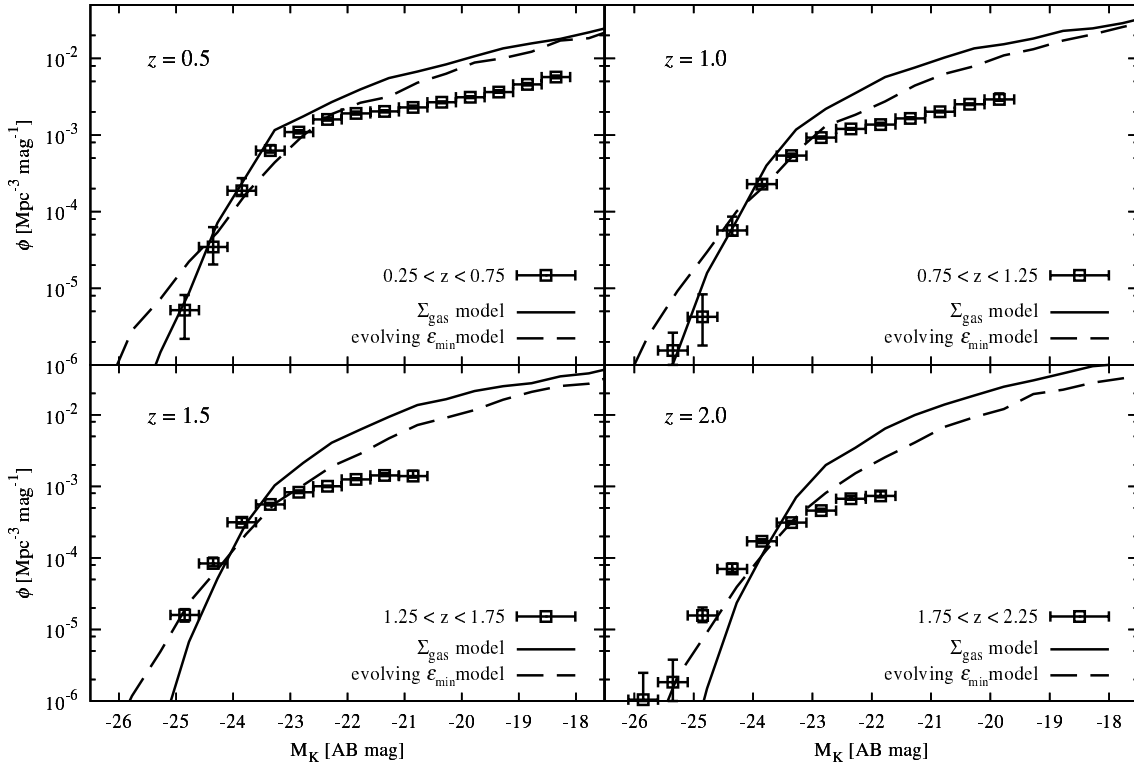 z = 0.5
10⁻²
10⁻³
10⁻⁴
10⁻⁵
10⁻⁶
ϕ [Mpc⁻³ mag⁻¹]
0.25 < z < 0.75
Σgas model
evolving εmin model
z = 1.0
0.75 < z < 1.25
Σgas model
evolving εmin model
z = 1.5
10⁻²
10⁻³
10⁻⁴
10⁻⁵
10⁻⁶
ϕ [Mpc⁻³ mag⁻¹]
1.25 < z < 1.75
Σgas model
evolving εmin model
-26 -25 -24 -23 -22 -21 -20 -19 -18
M_K [AB mag]
z = 2.0
1.75 < z < 2.25
Σgas model
evolving εmin model
-26 -25 -24 -23 -22 -21 -20 -19 -18
M_K [AB mag]